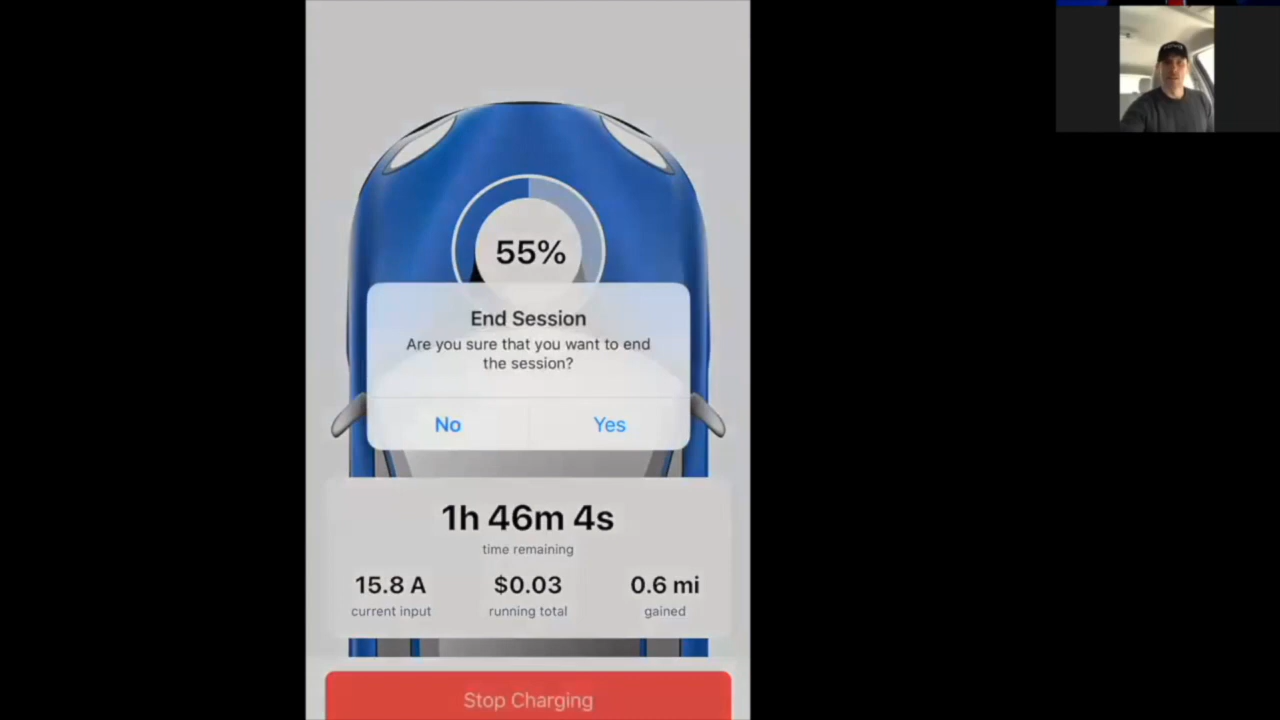 55%
End Session
Are you sure that you want to end
the session?
No
Yes
1h 46m 4s
time remaining
15.8 A
$0.03
0.6 mi
current input
running total
gained
Stop Charging